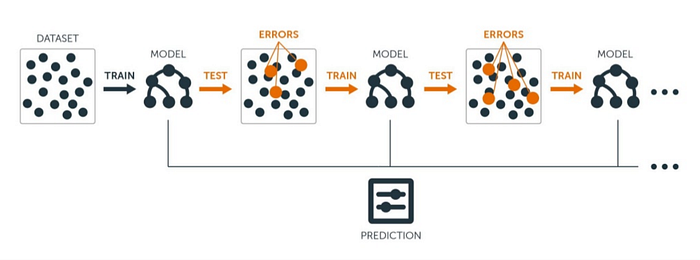 DATASET
TRAIN
MODEL
TEST
ERRORS
TRAIN
MODEL
TEST
ERRORS
TRAIN
MODEL
PREDICTION